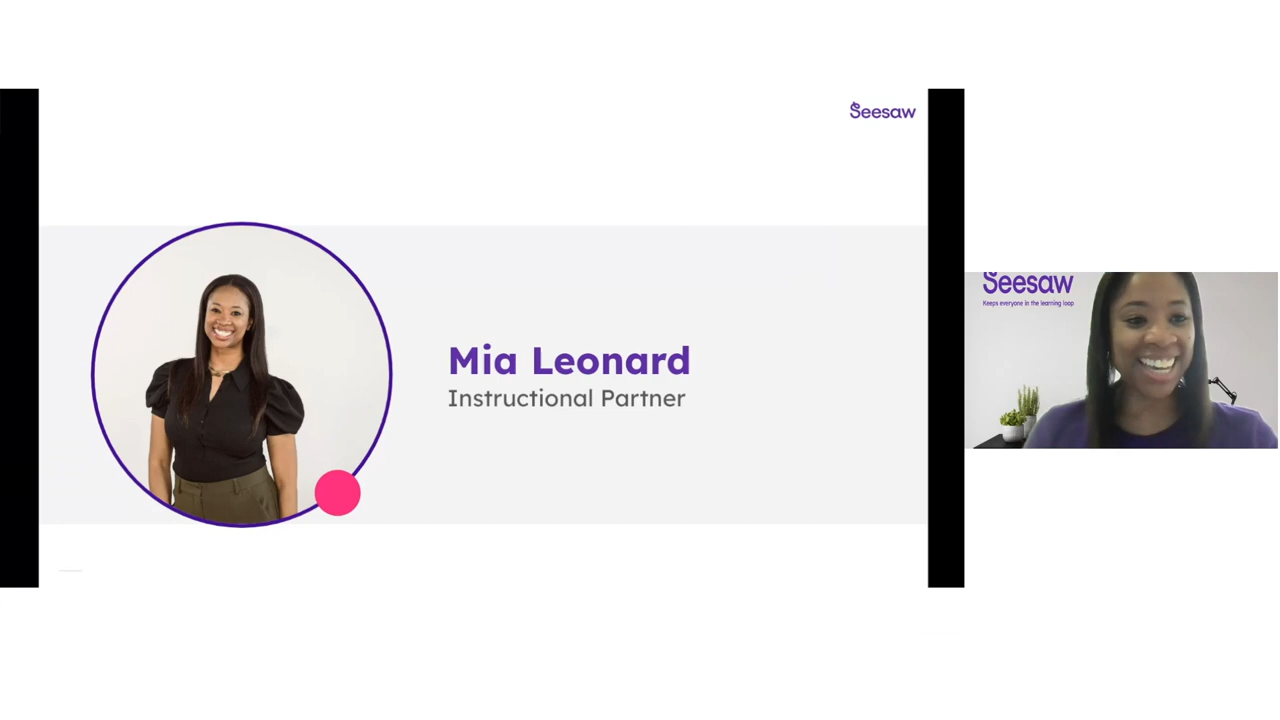 Seesaw
Mia Leonard
Instructional Partner
Seesaw
Keeps everyone in the learning loop